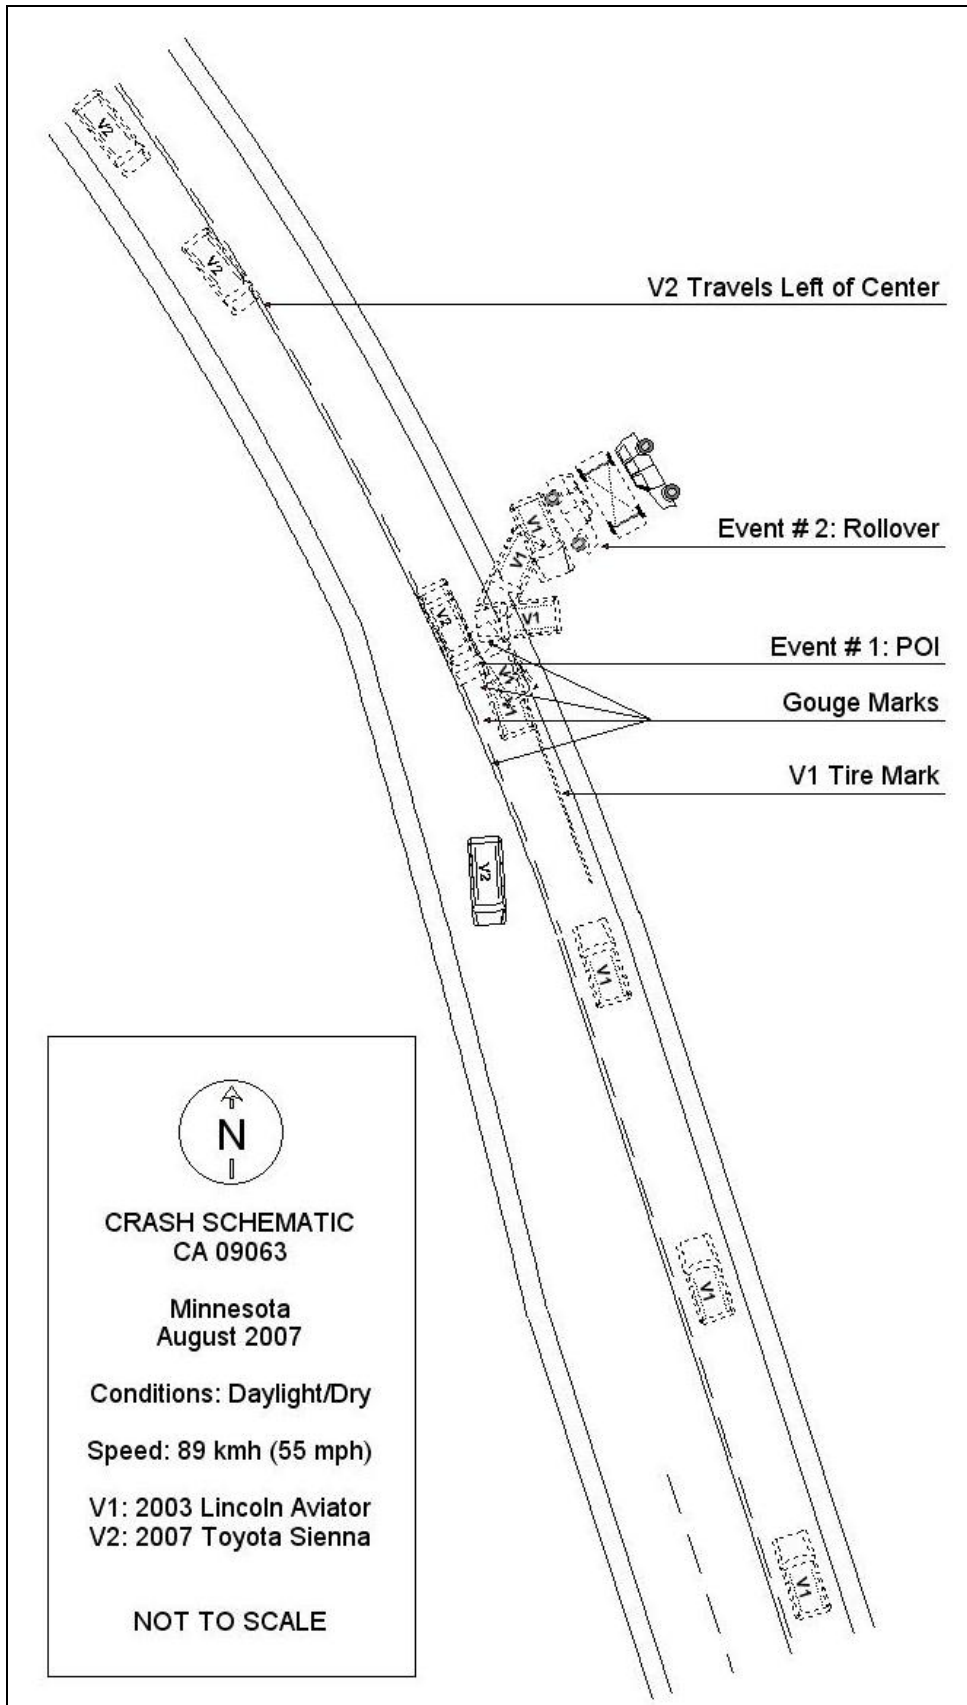 V2
V2
V2 Travels Left of Center
V1
V1
Event # 2: Rollover
V2
V1
Event # 1: POI
V1
V1
Gouge Marks
V1 Tire Mark
V2
V1
N
CRASH SCHEMATIC
CA 09063
Minnesota
August 2007
Conditions: Daylight/Dry
Speed: 89 kmh (55 mph)
V1: 2003 Lincoln Aviator
V2: 2007 Toyota Sienna
NOT TO SCALE
V1
V1